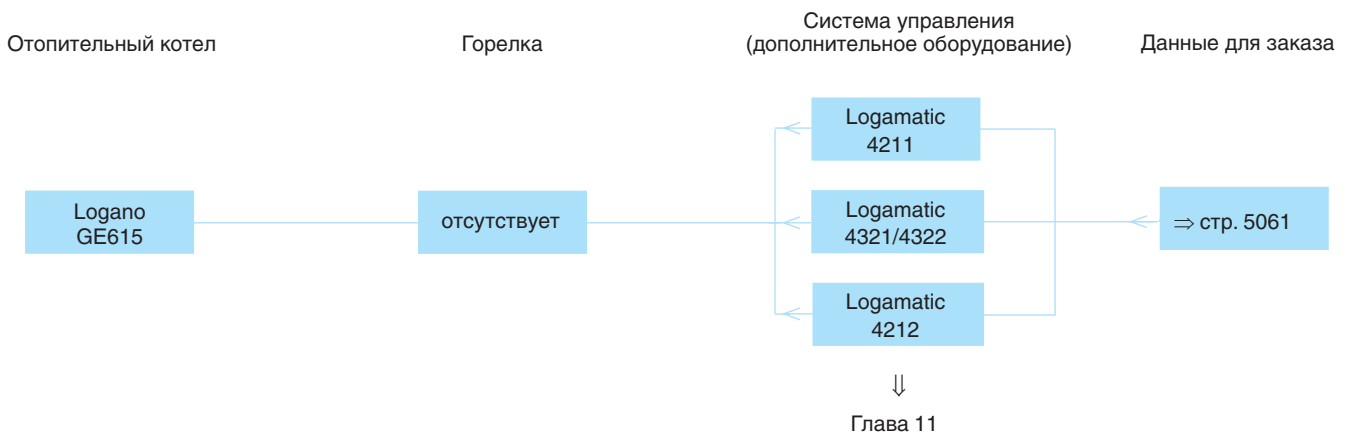 Отопительный котел
Горелка
Система управления
(дополнительное оборудование)
Данные для заказа
Logano
GE615
отсутствует
Logamatic
4211
Logamatic
4321/4322
Logamatic
4212
⇒ стр. 5061
⇓
Глава 11